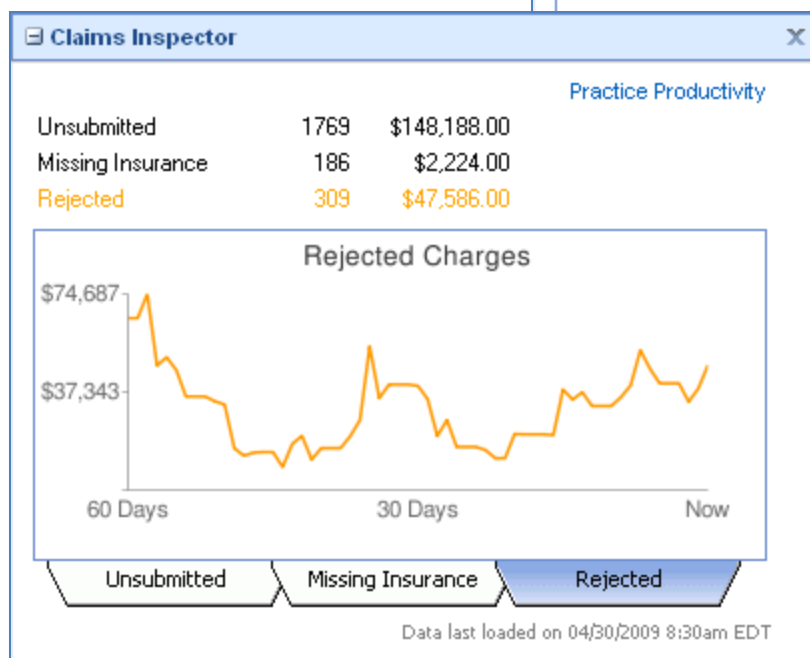 Claims Inspector
Practice Productivity
Unsubmitted 1769 $148,188.00
Missing Insurance 186 $2,224.00
Rejected 309 $47,586.00
Rejected Charges
$74,687
$37,343
60 Days 30 Days Now
Unsubmitted Missing Insurance Rejected
Data last loaded on 04/30/2009 8:30am EDT